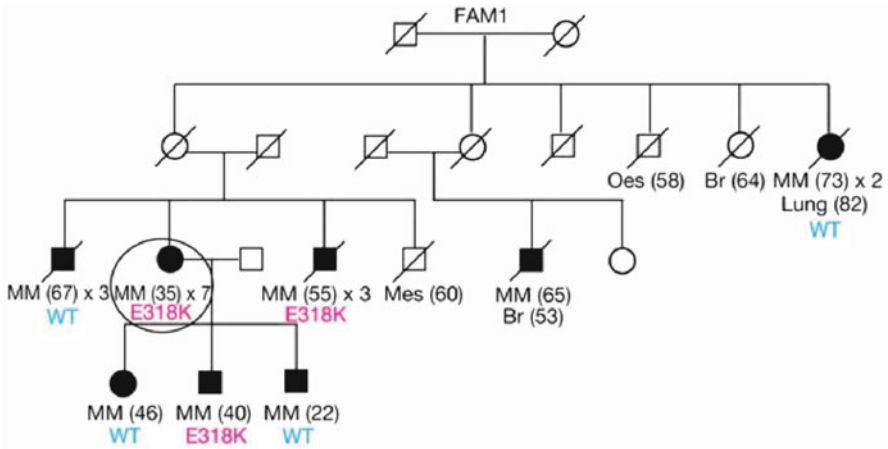 FAM1
Oes (58) Br (64) MM (73) x 2
Lung (82)
WT
MM (67) x 3 MM (35) x 7 MM (55) x 3 Mes (60) MM (65)
WT E318K E318K Br (53)
MM (46) MM (40) MM (22)
WT E318K WT